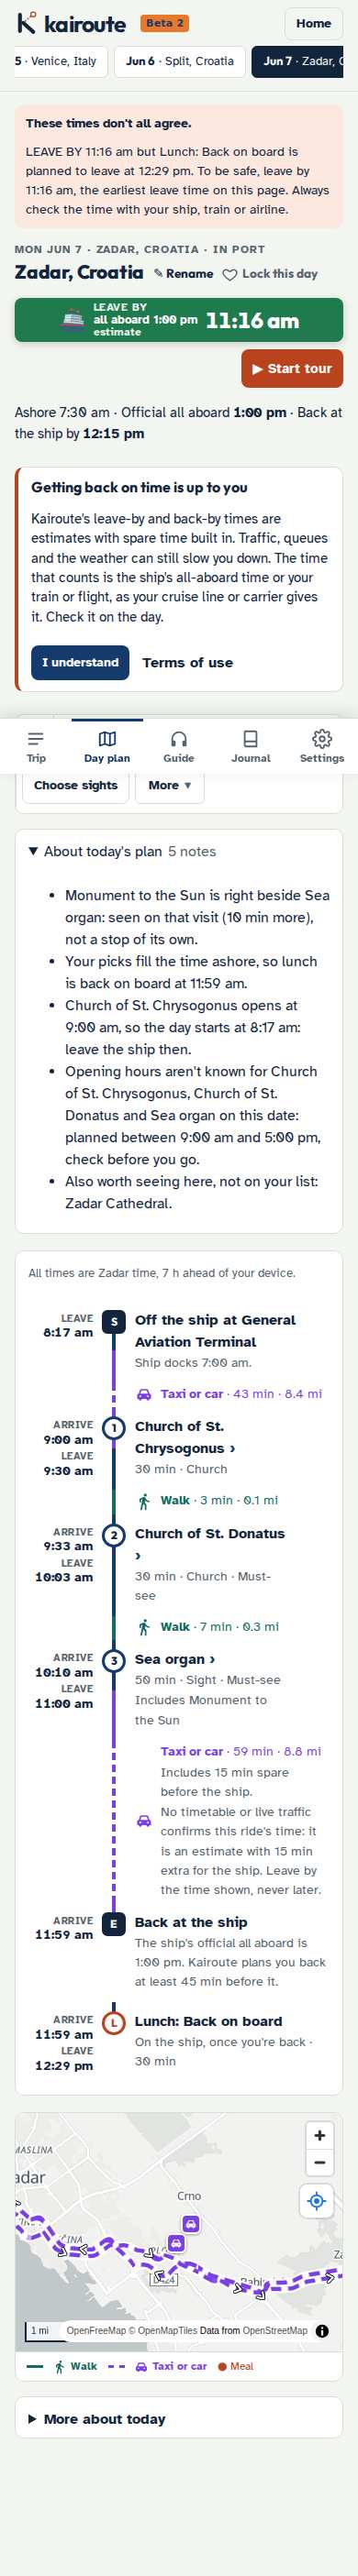 kairoute
Beta 2
Home
5 · Venice, Italy
Jun 6 · Split, Croatia
Jun 7 · Zadar, C
These times don't all agree.
LEAVE BY 11:16 am but Lunch: Back on board is
planned to leave at 12:29 pm. To be safe, leave by
11:16 am, the earliest leave time on this page. Always
check the time with your ship, train or airline.
MON JUN 7 · ZADAR, CROATIA · IN PORT
Zadar, Croatia
✎ Rename
Lock this day
LEAVE BY
all aboard 1:00 pm
estimate
11:16 am
▶ Start tour
Ashore 7:30 am · Official all aboard 1:00 pm · Back at
the ship by 12:15 pm
Getting back on time is up to you
Kairoute's leave-by and back-by times are
estimates with spare time built in. Traffic, queues
and the weather can still slow you down. The time
that counts is the ship's all-aboard time or your
train or flight, as your cruise line or carrier gives
it. Check it on the day.
I understand
Terms of use
Trip
Day plan
Guide
Journal
Settings
Choose sights
More ▾
▼ About today's plan 5 notes
• Monument to the Sun is right beside Sea
organ: seen on that visit (10 min more),
not a stop of its own.
• Your picks fill the time ashore, so lunch
is back on board at 11:59 am.
• Church of St. Chrysogonus opens at
9:00 am, so the day starts at 8:17 am:
leave the ship then.
• Opening hours aren't known for Church
of St. Chrysogonus, Church of St.
Donatus and Sea organ on this date:
planned between 9:00 am and 5:00 pm,
check before you go.
• Also worth seeing here, not on your list:
Zadar Cathedral.
All times are Zadar time, 7 h ahead of your device.
LEAVE
8:17 am
S
Off the ship at General
Aviation Terminal
Ship docks 7:00 am.
Taxi or car · 43 min · 8.4 mi
ARRIVE
9:00 am
LEAVE
9:30 am
1
Church of St.
Chrysogonus ›
30 min · Church
Walk · 3 min · 0.1 mi
ARRIVE
9:33 am
LEAVE
10:03 am
2
Church of St. Donatus
›
30 min · Church · Must-
see
Walk · 7 min · 0.3 mi
ARRIVE
10:10 am
LEAVE
11:00 am
3
Sea organ ›
50 min · Sight · Must-see
Includes Monument to
the Sun
Taxi or car · 59 min · 8.8 mi
Includes 15 min spare
before the ship.
No timetable or live traffic
confirms this ride's time: it
is an estimate with 15 min
extra for the ship. Leave by
the time shown, never later.
ARRIVE
11:59 am
E
Back at the ship
The ship's official all aboard is
1:00 pm. Kairoute plans you back
at least 45 min before it.
ARRIVE
11:59 am
LEAVE
12:29 pm
L
Lunch: Back on board
On the ship, once you're back ·
30 min
MASLINA
adar
Crno
D424
+
−
1 mi
OpenFreeMap © OpenMapTiles Data from OpenStreetMap
Walk
Taxi or car
Meal
▶ More about today